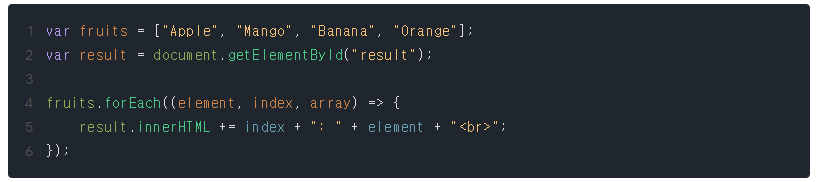 1 var fruits = ["Apple", "Mango", "Banana", "Orange"];
2 var result = document.getElementById("result");
3
4 fruits.forEach((element, index, array) => {
5     result.innerHTML += index + ": " + element + "<br>";
6 });